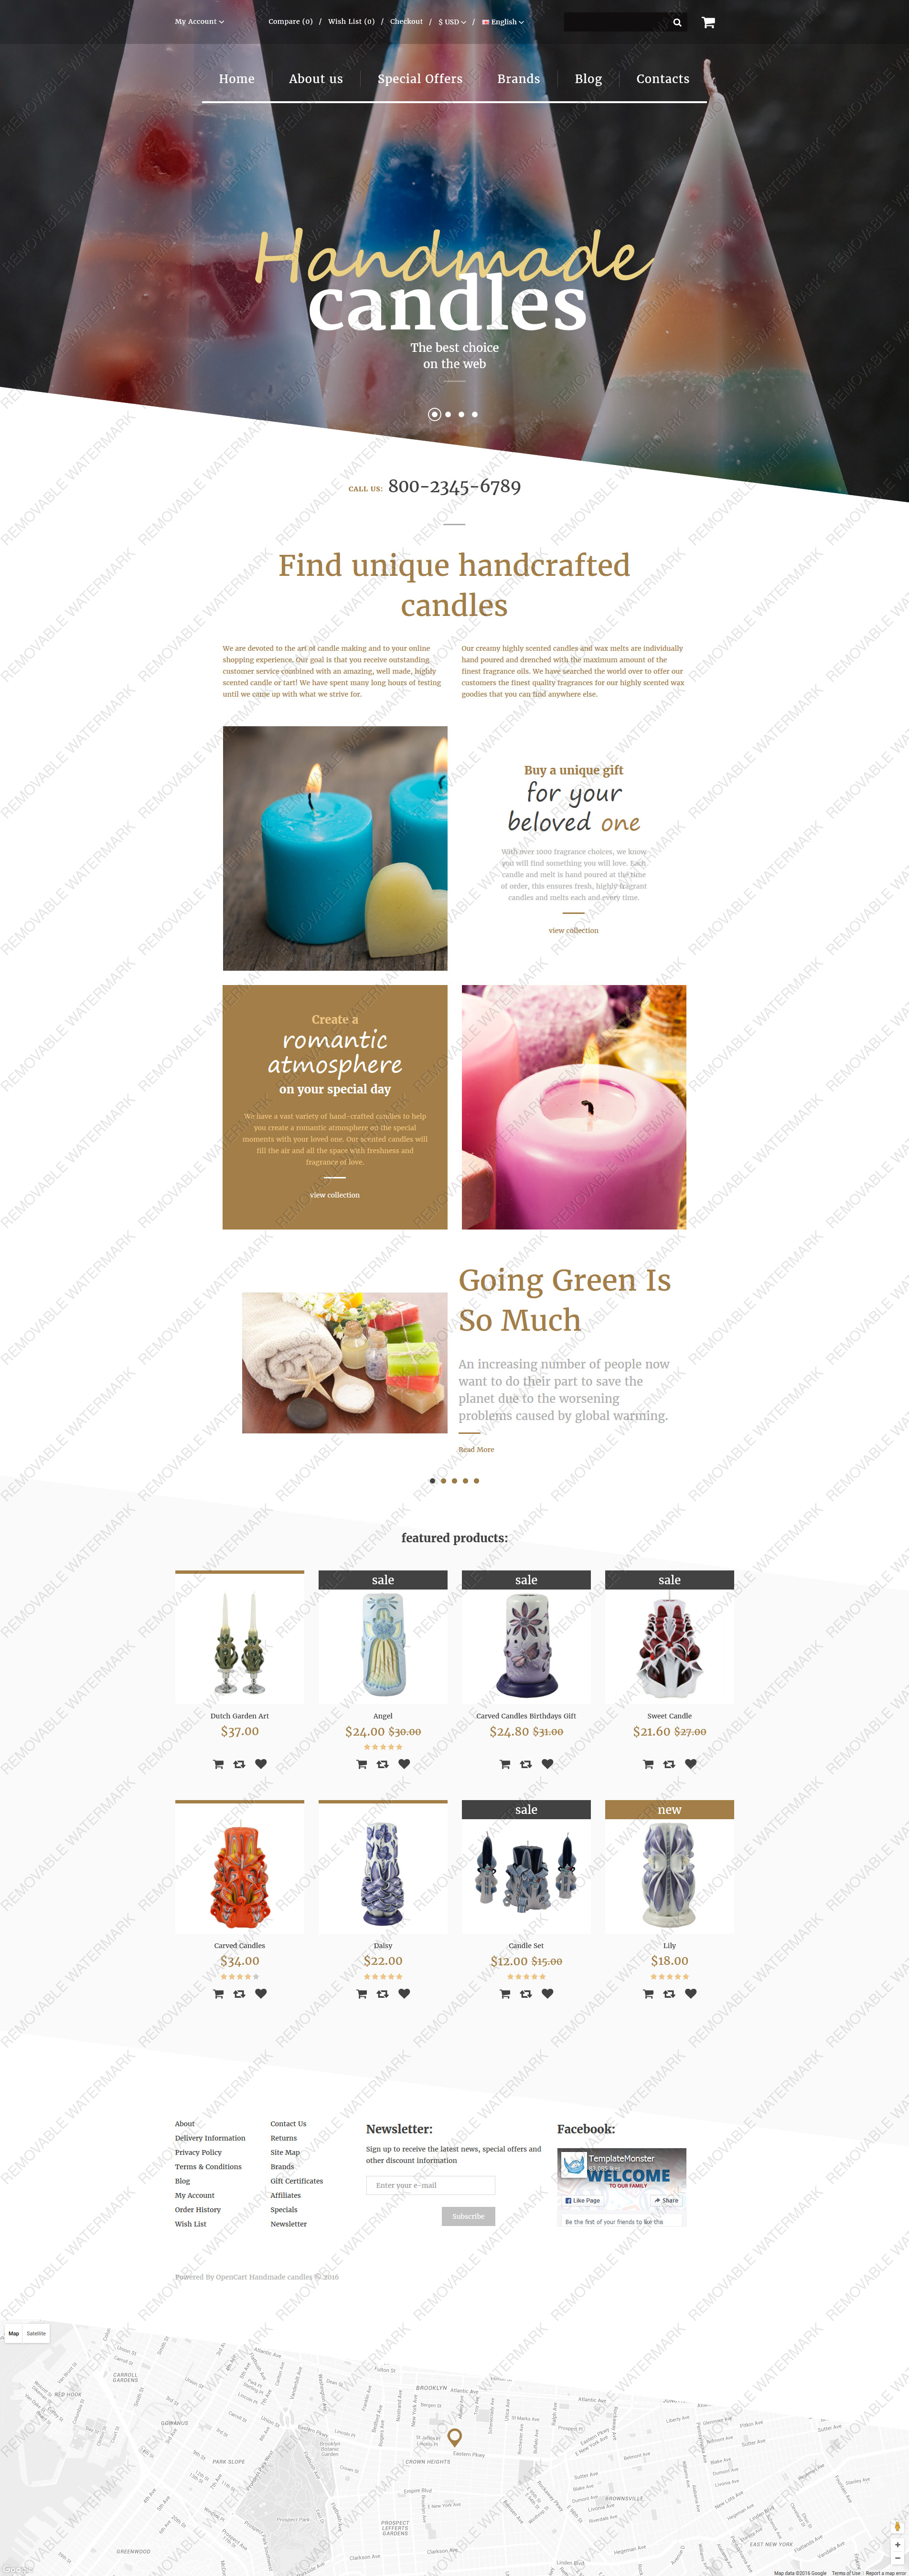 My Account
Compare (0) / Wish List (0) / Checkout / $ USD / English
Home
About us
Special Offers
Brands
Blog
Contacts
Handmade
candles
The best choice
on the web
CALL US: 800-2345-6789
Find unique handcrafted
candles
We are devoted to the art of candle making and to your online
shopping experience. Our goal is that you receive outstanding
customer service combined with an amazing, well made, highly
scented candle or tart! We have spent many long hours of testing
until we came up with what we strive for.
Our creamy highly scented candles and wax melts are individually
hand poured and drenched with the maximum amount of the
finest fragrance oils. We have searched the world over to offer our
customers the finest quality fragrances for our highly scented wax
goodies that you can find anywhere else.
Buy a unique gift
for your
beloved one
With over 1000 fragrance choices, we know
you will find something you will love. Each
candle and melt is hand poured at the time
of order, this ensures fresh, highly fragrant
candles and melts each and every time.
view collection
Create a
romantic
atmosphere
on your special day
We have a vast variety of hand-crafted candles to help
you create a romantic atmosphere on the special
moments with your loved one. Our scented candles will
fill the air and all the space with freshness and
fragrance of love.
view collection
Going Green Is
So Much
An increasing number of people now
want to do their part to save the
planet due to the worsening
problems caused by global warming.
Read More
featured products:
sale
sale
sale
Dutch Garden Art
$37.00
Angel
$24.00 $30.00
Carved Candles Birthdays Gift
$24.80 $31.00
Sweet Candle
$21.60 $27.00
sale
new
Carved Candles
$34.00
Daisy
$22.00
Candle Set
$12.00 $15.00
Lily
$18.00
About
Delivery Information
Privacy Policy
Terms & Conditions
Blog
My Account
Order History
Wish List
Contact Us
Returns
Site Map
Brands
Gift Certificates
Affiliates
Specials
Newsletter
Newsletter:
Sign up to receive the latest news, special offers and
other discount information
Enter your e-mail
Subscribe
Facebook:
TemplateMonster
WELCOME
TO OUR FAMILY
Like Page
Share
Be the first of your friends to like this
Powered By OpenCart Handmade candles © 2016
Map
Satellite
CARROLL
GARDENS
RED HOOK
GOWANUS
PARK SLOPE
GREENWOOD
BROOKLYN
Brooklyn
Botanic
Garden
Prospect Park
CROWN HEIGHTS
PROSPECT
LEFFERTS
GARDENS
BROWNSVILLE
EAST NEW YORK
Atlantic Ave
Fulton St
Eastern Pkwy
Empire Blvd
Clarkson Ave
Linden Blvd
Google
Map data ©2016 Google
Terms of Use
Report a map error
REMOVABLE WATERMARK